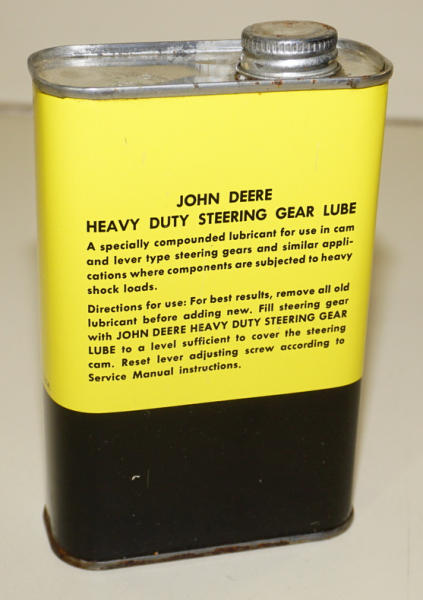 JOHN DEERE
HEAVY DUTY STEERING GEAR LUBE
A specially compounded lubricant for use in cam
and lever type steering gears and similar appli-
cations where components are subjected to heavy
shock loads.
Directions for use: For best results, remove all old
lubricant before adding new. Fill steering gear
with JOHN DEERE HEAVY DUTY STEERING GEAR
LUBE to a level sufficient to cover the steering
cam. Reset lever adjusting screw according to
Service Manual instructions.